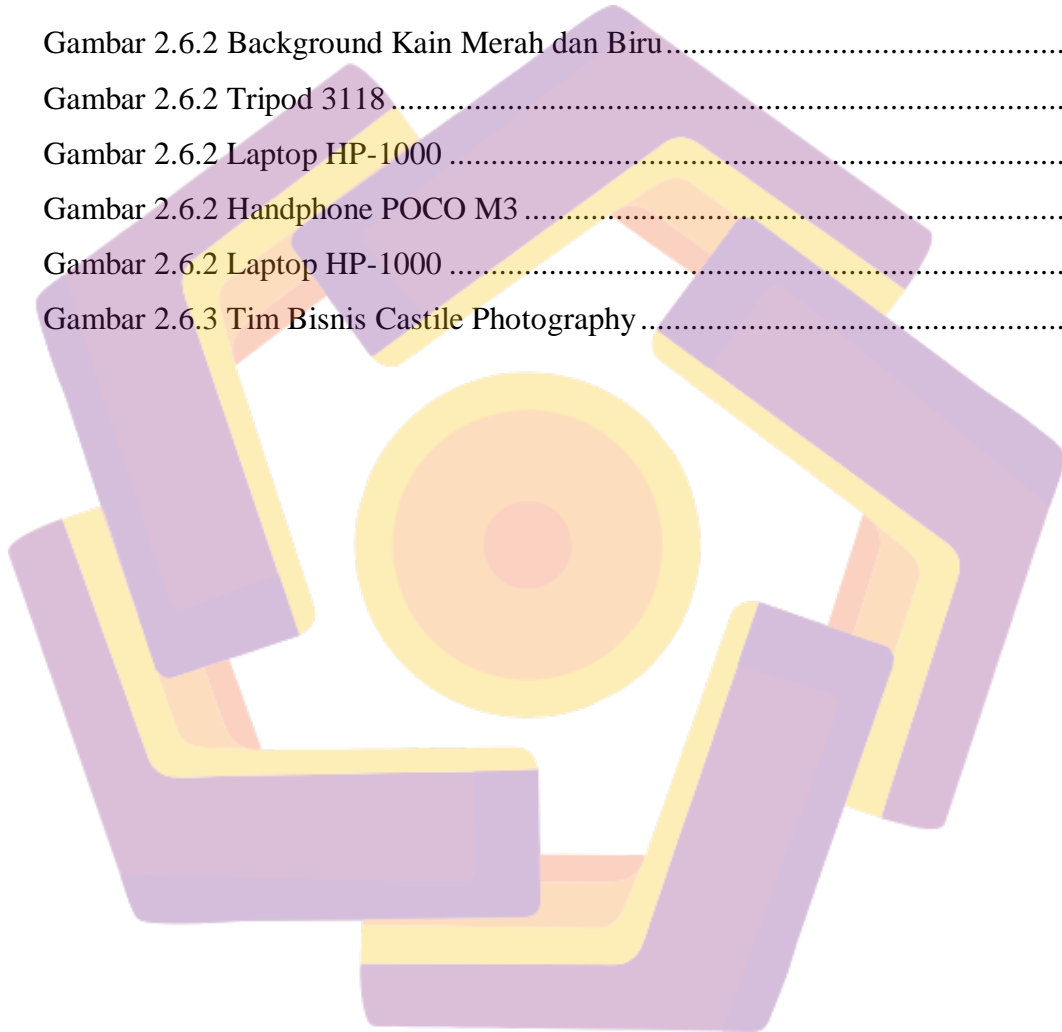 Gambar 2.6.2 Background Kain Merah dan Biru........................................................
Gambar 2.6.2 Tripod 3118........................................................................................................
Gambar 2.6.2 Laptop HP-1000................................................................................................
Gambar 2.6.2 Handphone POCO M3....................................................................................
Gambar 2.6.2 Laptop HP-1000................................................................................................
Gambar 2.6.3 Tim Bisnis Castile Photography................................................................